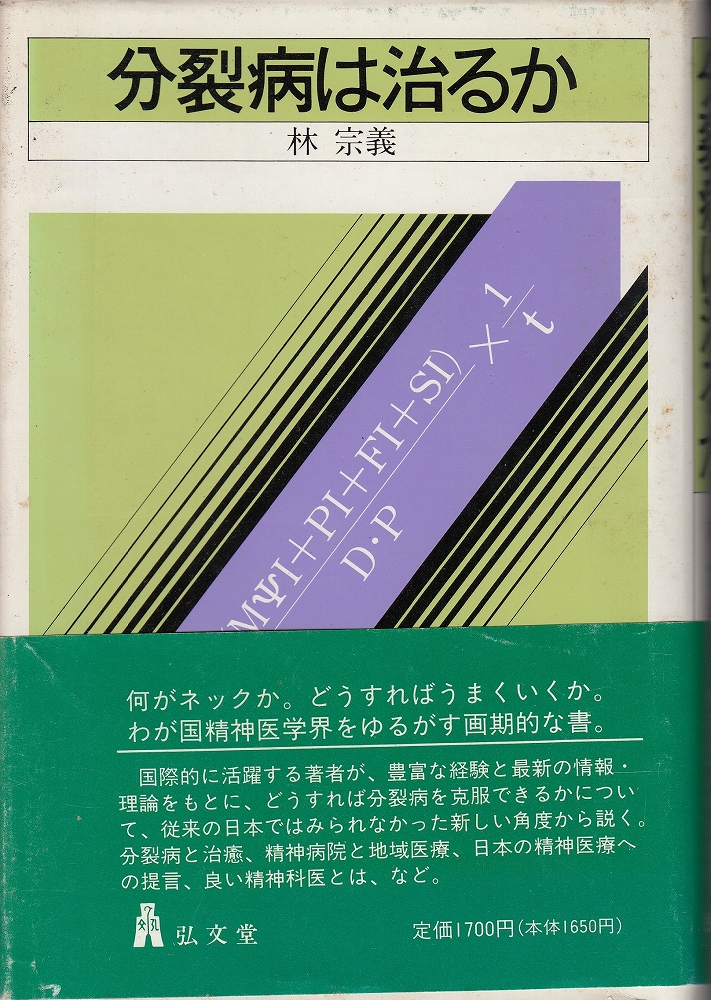 分裂病は治るか
林 宗義
(MΨI+PI+FI+SI)
D・P
× 1
t
何がネックか。どうすればうまくいくか。
わが国精神医学界をゆるがす画期的な書。
国際的に活躍する著者が、豊富な経験と最新の情報・
理論をもとに、どうすれば分裂病を克服できるかについ
て、従来の日本ではみられなかった新しい角度から説く。
分裂病と治癒、精神病院と地域医療、日本の精神医療へ
の提言、良い精神科医とは、など。
弘文堂
定価1700円(本体1650円)